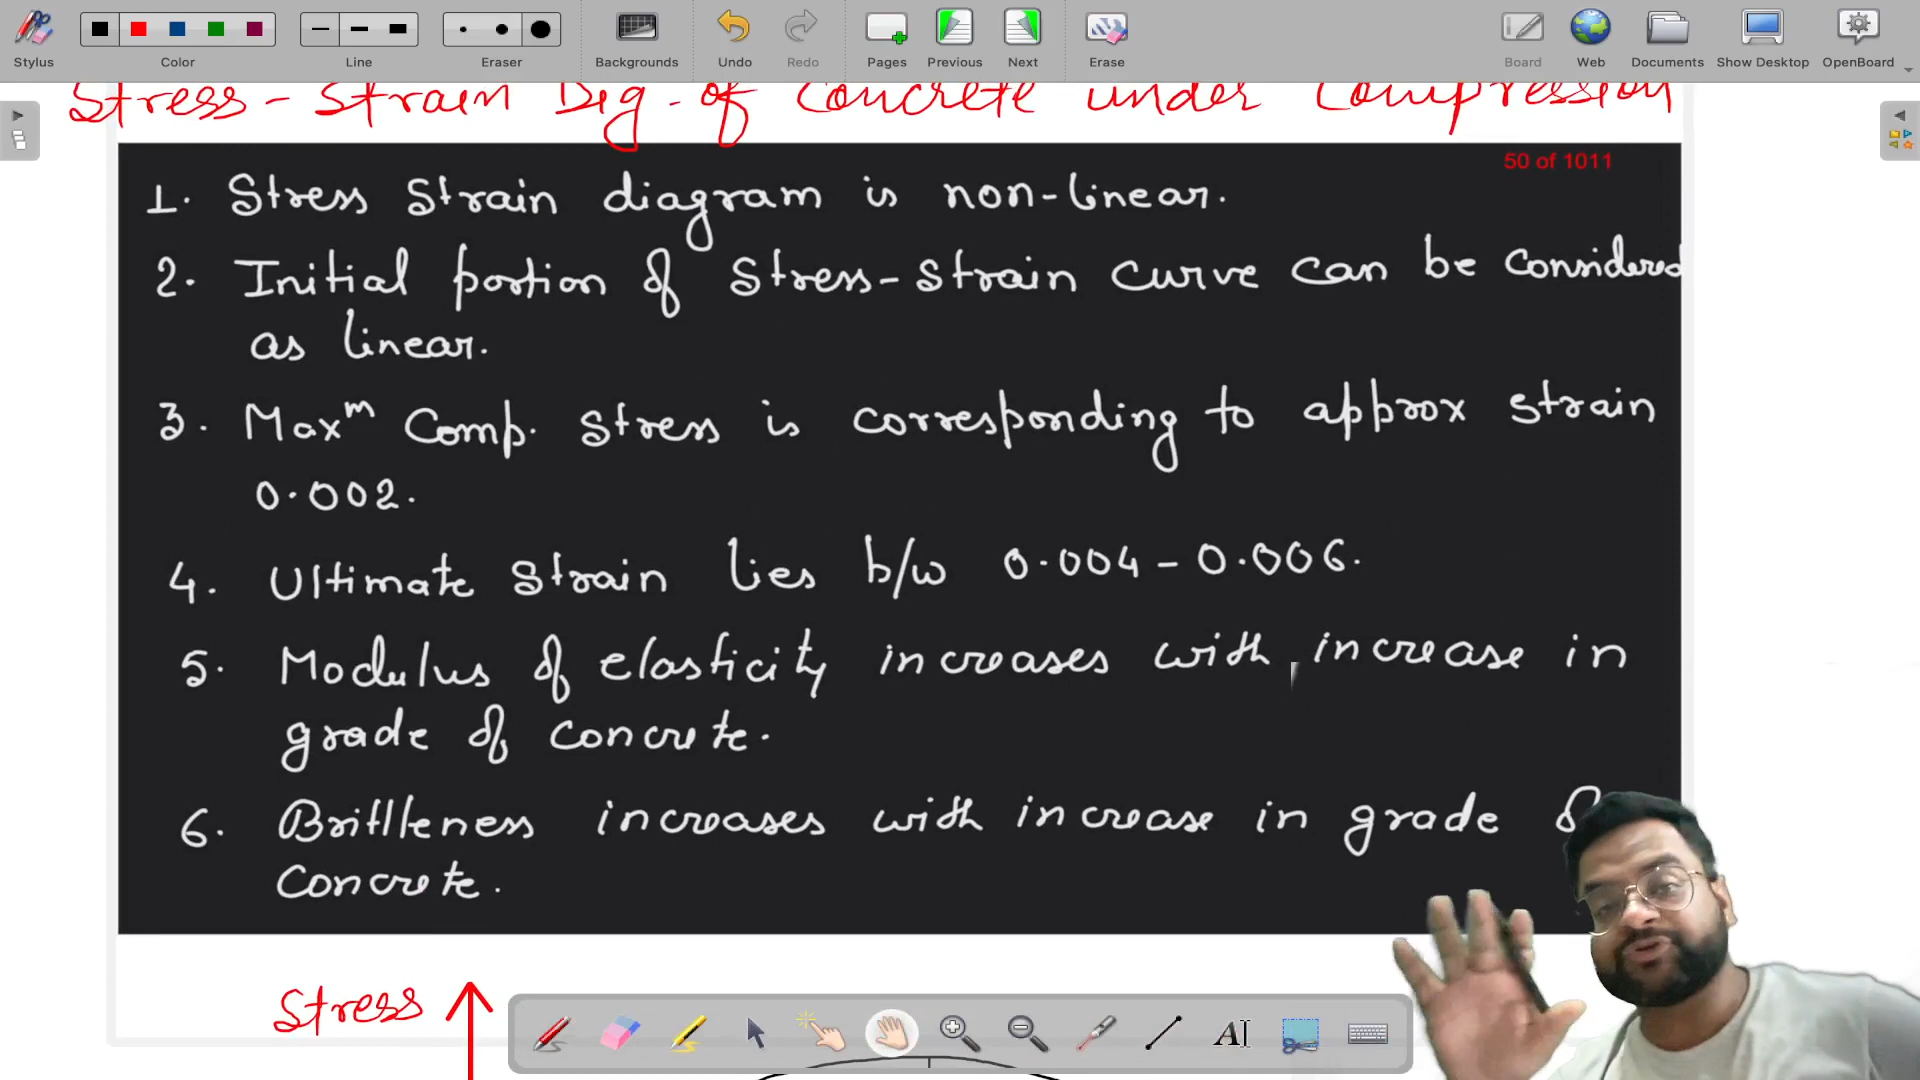 Stylus
Color
Line
Eraser
Backgrounds
Undo
Redo
Pages
Previous
Next
Erase
Board
Web
Documents
Show Desktop
OpenBoard
Stress-Strain Dig. of Concrete under Compression
50 of 1011
1. Stress Strain diagram is non-linear.
2. Initial portion of Stress-Strain curve can be Considered
as linear.
3. Maxᵐ Comp. Stress is corresponding to approx strain
0.002.
4. Ultimate Strain lies b/w 0.004-0.006.
5. Modulus of elasticity increases with increase in
grade of concrete.
6. Brittleness increases with increase in grade of
Concrete.
Stress